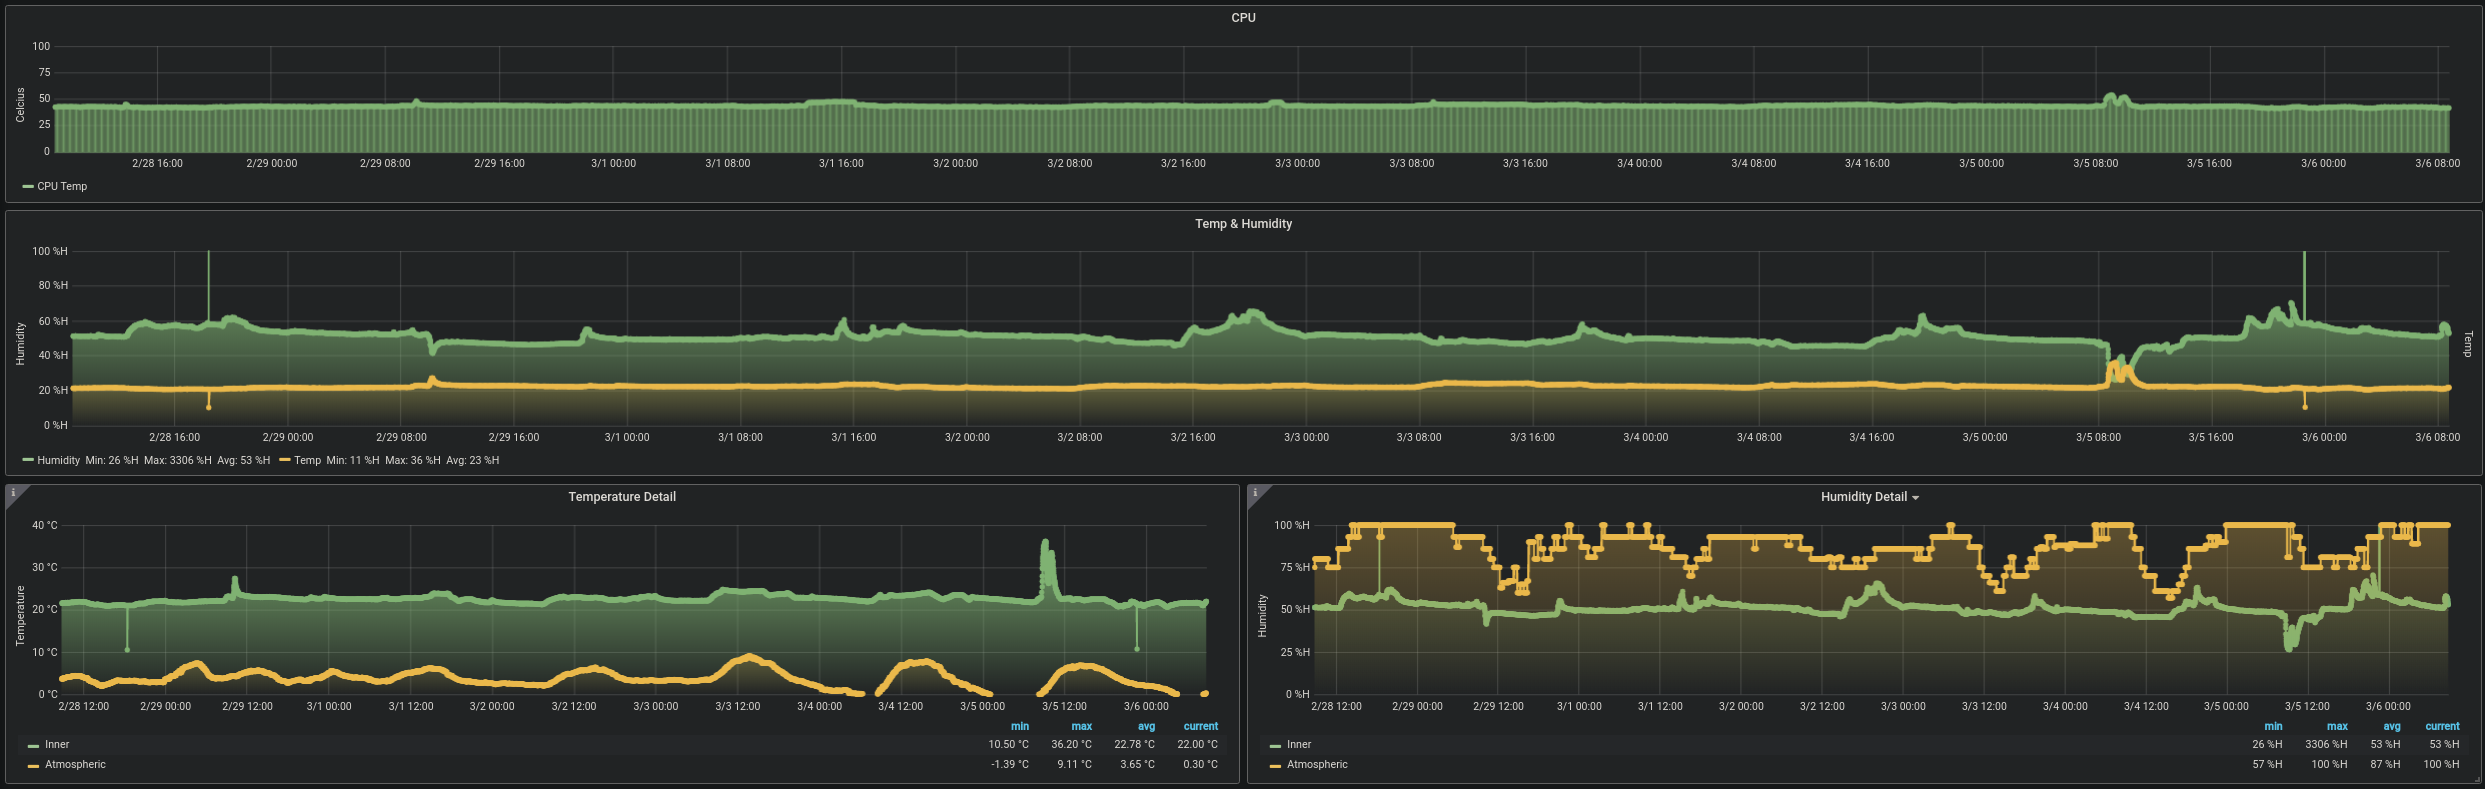 CPU
100
75
50
25
0
Celcius
2/28 16:00 2/29 00:00 2/29 08:00 2/29 16:00 3/1 00:00 3/1 08:00 3/1 16:00 3/2 00:00 3/2 08:00 3/2 16:00 3/3 00:00 3/3 08:00 3/3 16:00 3/4 00:00 3/4 08:00 3/4 16:00 3/5 00:00 3/5 08:00 3/5 16:00 3/6 00:00 3/6 08:00
CPU Temp
Temp & Humidity
100 %H
80 %H
60 %H
40 %H
20 %H
0 %H
Humidity
Temp
2/28 16:00 2/29 00:00 2/29 08:00 2/29 16:00 3/1 00:00 3/1 08:00 3/1 16:00 3/2 00:00 3/2 08:00 3/2 16:00 3/3 00:00 3/3 08:00 3/3 16:00 3/4 00:00 3/4 08:00 3/4 16:00 3/5 00:00 3/5 08:00 3/5 16:00 3/6 00:00 3/6 08:00
Humidity Min: 26 %H Max: 3306 %H Avg: 53 %H Temp Min: 11 %H Max: 36 %H Avg: 23 %H
i
Temperature Detail
40 °C
30 °C
20 °C
10 °C
0 °C
Temperature
2/28 12:00 2/29 00:00 2/29 12:00 3/1 00:00 3/1 12:00 3/2 00:00 3/2 12:00 3/3 00:00 3/3 12:00 3/4 00:00 3/4 12:00 3/5 00:00 3/5 12:00 3/6 00:00
min max avg current
Inner 10.50 °C 36.20 °C 22.78 °C 22.00 °C
Atmospheric -1.39 °C 9.11 °C 3.65 °C 0.30 °C
i
Humidity Detail
100 %H
75 %H
50 %H
25 %H
0 %H
Humidity
2/28 12:00 2/29 00:00 2/29 12:00 3/1 00:00 3/1 12:00 3/2 00:00 3/2 12:00 3/3 00:00 3/3 12:00 3/4 00:00 3/4 12:00 3/5 00:00 3/5 12:00 3/6 00:00
min max avg current
Inner 26 %H 3306 %H 53 %H 53 %H
Atmospheric 57 %H 100 %H 87 %H 100 %H